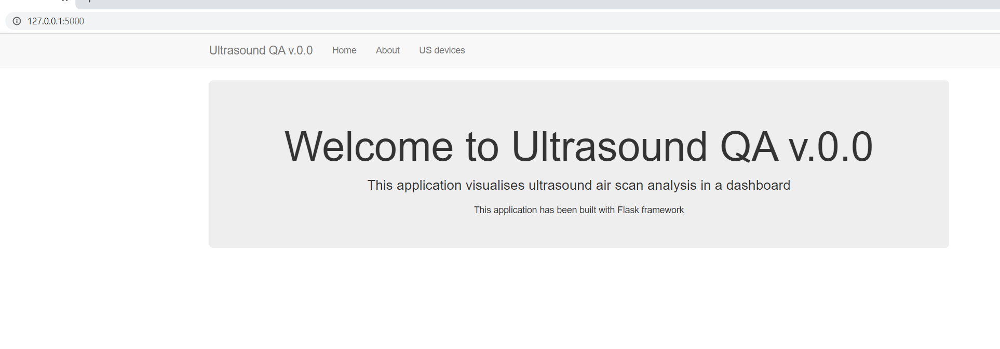 127.0.0.1:5000
Ultrasound QA v.0.0 Home About US devices
Welcome to Ultrasound QA v.0.0
This application visualises ultrasound air scan analysis in a dashboard
This application has been built with Flask framework